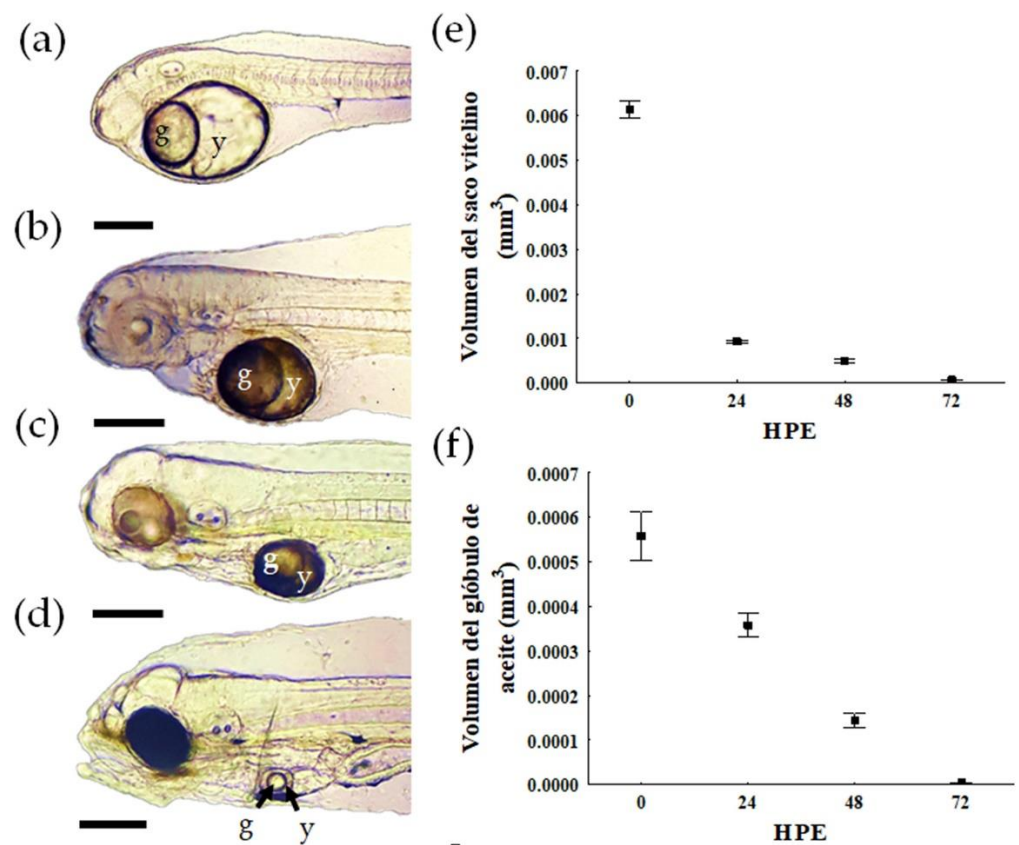 (a)
g
y
(b)
g
y
(c)
g
y
(d)
g
y
(e)
Volumen del saco vitelino
(mm³)
0.007
0.006
0.005
0.004
0.003
0.002
0.001
0.000
0
24
48
72
HPE
(f)
Volumen del glóbulo de
aceite (mm³)
0.0007
0.0006
0.0005
0.0004
0.0003
0.0002
0.0001
0.0000
0
24
48
72
HPE